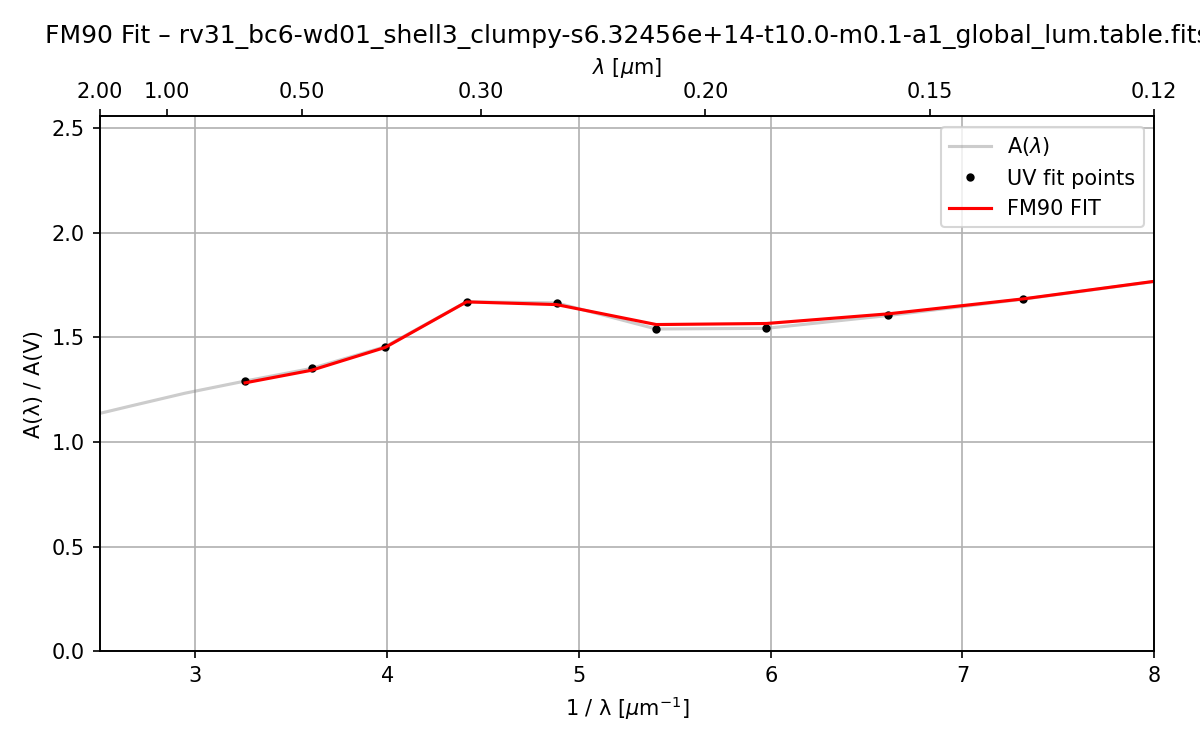 FM90 Fit – rv31_bc6-wd01_shell3_clumpy-s6.32456e+14-t10.0-m0.1-a1_global_lum.table.fits
λ [μm]
2.00 1.00 0.50 0.30 0.20 0.15 0.12
A(λ)
UV fit points
FM90 FIT
A(λ) / A(V)
2.5
2.0
1.5
1.0
0.5
0.0
3 4 5 6 7 8
1 / λ [μm⁻¹]